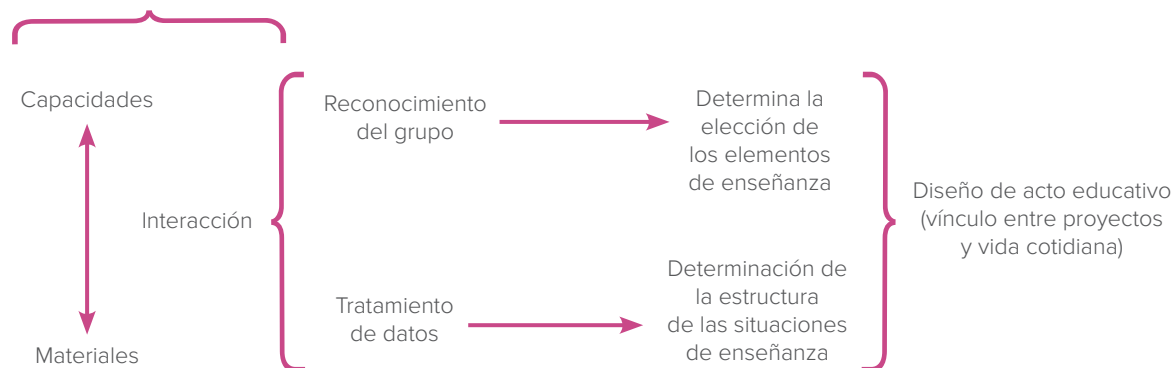 Capacidades
Materiales
Interacción
Reconocimiento
del grupo
Determina la
elección de
los elementos
de enseñanza
Tratamiento
de datos
Determinación de
la estructura
de las situaciones
de enseñanza
Diseño de acto educativo
(vínculo entre proyectos
y vida cotidiana)